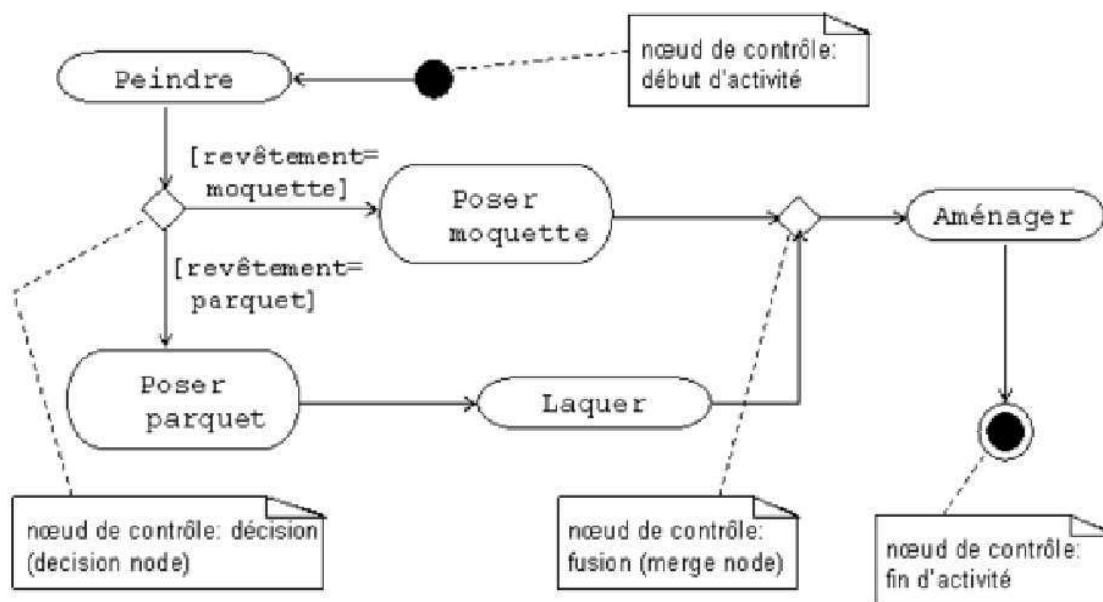 nœud de contrôle:
début d'activité
Peindre
[revêtement=
moquette]
Poser
moquette
Aménager
[revêtement=
parquet]
Poser
parquet
Laquer
nœud de contrôle: décision
(decision node)
nœud de contrôle:
fusion (merge node)
nœud de contrôle:
fin d'activité